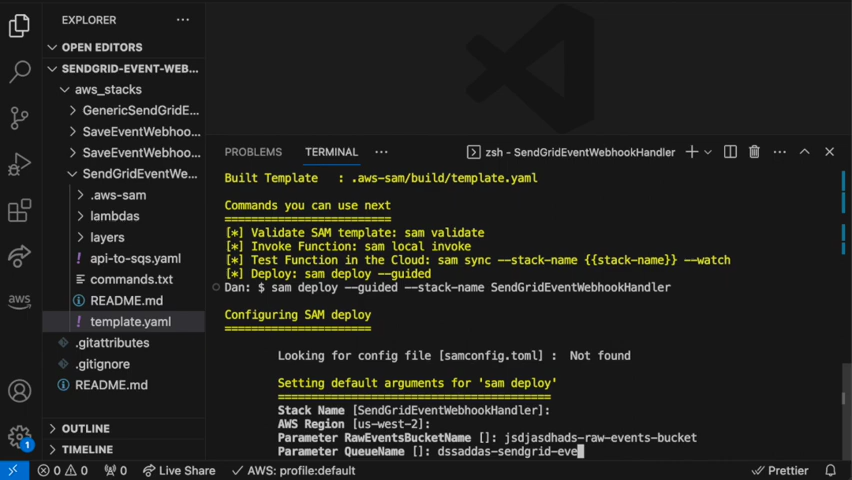 EXPLORER
OPEN EDITORS
SENDGRID-EVENT-WEB...
aws_stacks
GenericSendGridE...
SaveEventWebhoo...
SaveEventWebhoo...
SendGridEventWe...
.aws-sam
lambdas
layers
! api-to-sqs.yaml
commands.txt
README.md
! template.yaml
.gitattributes
.gitignore
README.md
OUTLINE
TIMELINE
aws
1
PROBLEMS TERMINAL ... zsh - SendGridEventWebhookHandler
Built Template : .aws-sam/build/template.yaml
Commands you can use next
=========================
[*] Validate SAM template: sam validate
[*] Invoke Function: sam local invoke
[*] Test Function in the Cloud: sam sync --stack-name {{stack-name}} --watch
[*] Deploy: sam deploy --guided
Dan: $ sam deploy --guided --stack-name SendGridEventWebhookHandler
Configuring SAM deploy
======================
Looking for config file [samconfig.toml] : Not found
Setting default arguments for 'sam deploy'
=========================================
Stack Name [SendGridEventWebhookHandler]:
AWS Region [us-west-2]:
Parameter RawEventsBucketName []: jsdjasdhads-raw-events-bucket
Parameter QueueName []: dssaddas-sendgrid-eve
0 0 0 Live Share AWS: profile:default Prettier